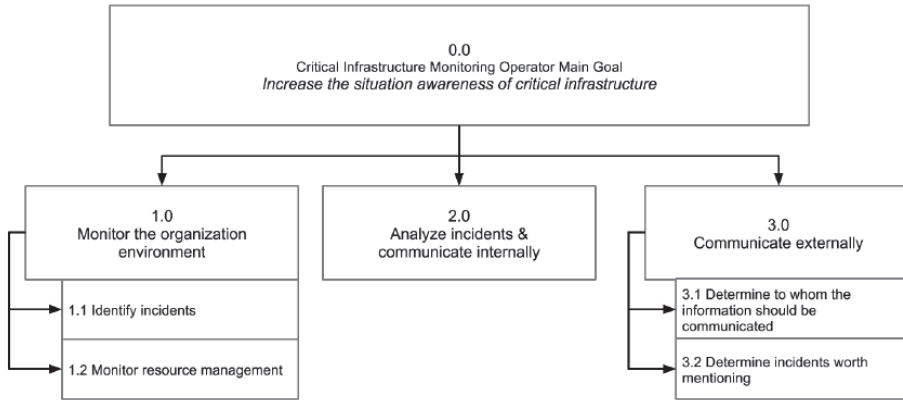 0.0
Critical Infrastructure Monitoring Operator Main Goal
Increase the situation awareness of critical infrastructure
1.0
Monitor the organization
environment
1.1 Identify incidents
1.2 Monitor resource management
2.0
Analyze incidents &
communicate internally
3.0
Communicate externally
3.1 Determine to whom the
information should be
communicated
3.2 Determine incidents worth
mentioning